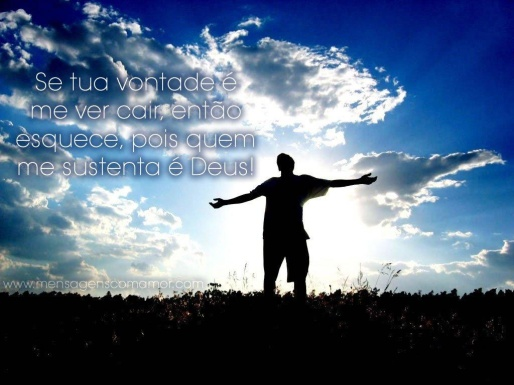 Se tua vontade é
me ver cair, então
esquece, pois quem
me sustenta é Deus!
www.mensagenscomamor.com